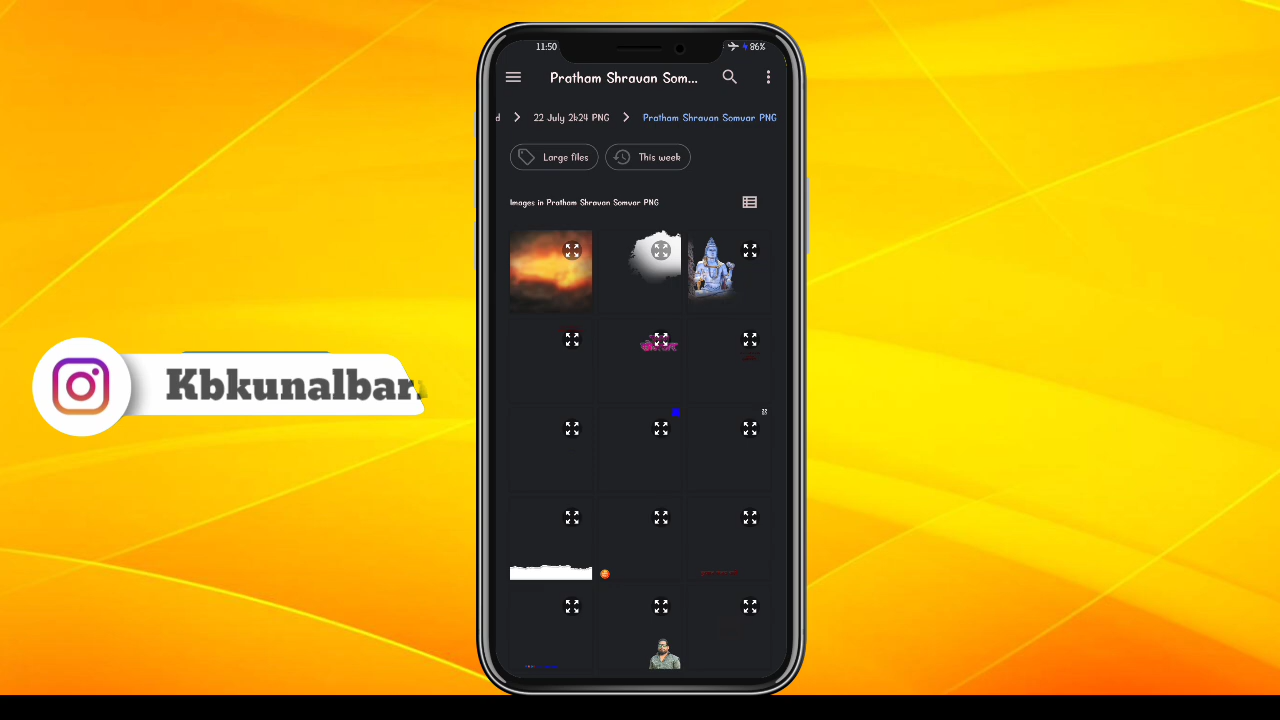 11:50
86%
Pratham Shravan Som...
d
22 July 2k24 PNG
Pratham Shravan Somvar PNG
Large files
This week
Images in Pratham Shravan Somvar PNG
Kbkunalbar